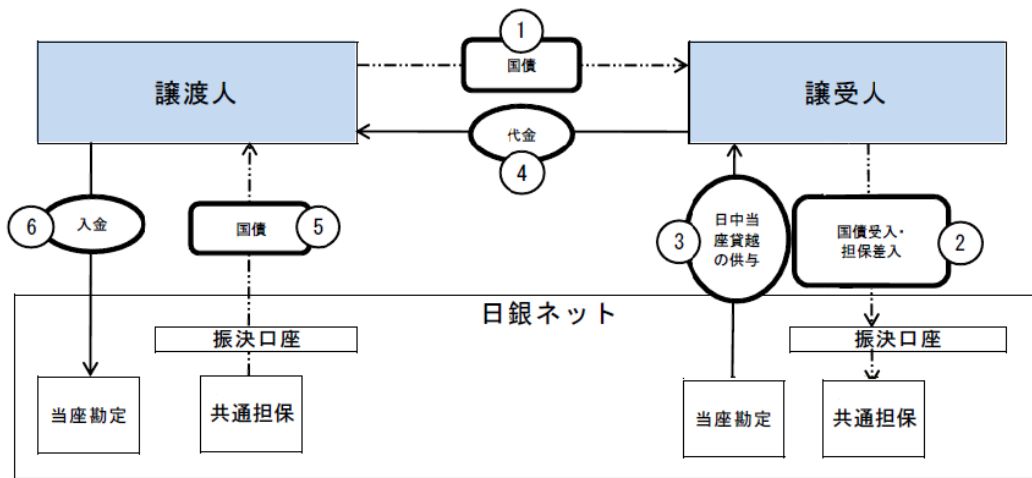 1
国債
譲渡人
譲受人
代金
4
6
入金
国債
5
3
日中当
座貸越
の供与
国債受入・
担保差入
2
日銀ネット
振決口座
振決口座
当座勘定
共通担保
当座勘定
共通担保